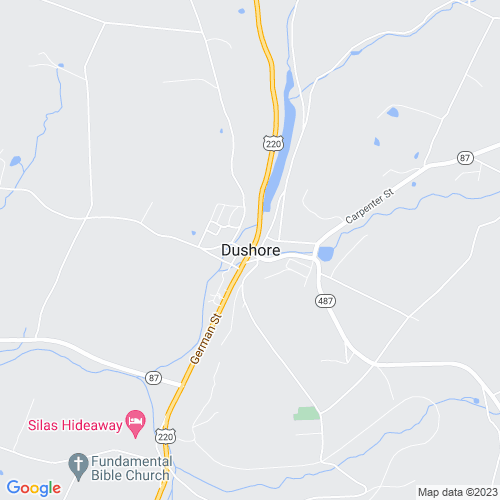 220
87
Carpenter St
Dushore
487
German St
87
Silas Hideaway
220
Fundamental
Bible Church
Google
Map data ©2023